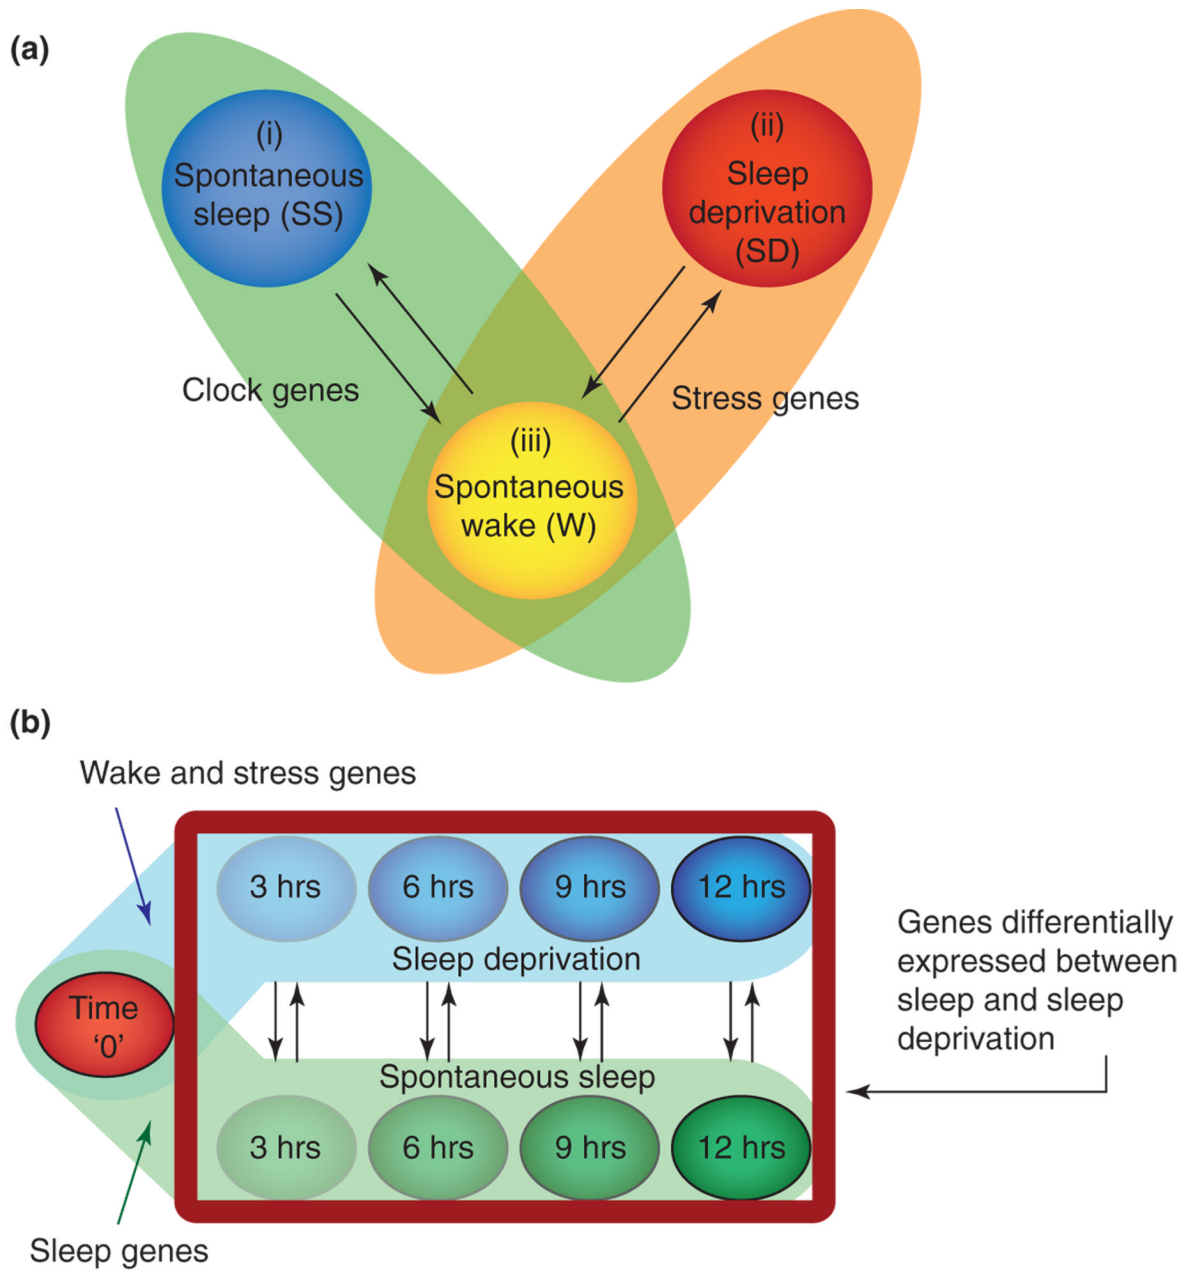 (a)
(i)
Spontaneous
sleep (SS)
(ii)
Sleep
deprivation
(SD)
Clock genes
Stress genes
(iii)
Spontaneous
wake (W)
(b)
Wake and stress genes
3 hrs
6 hrs
9 hrs
12 hrs
Sleep deprivation
Time
‘0’
Genes differentially
expressed between
sleep and sleep
deprivation
Spontaneous sleep
3 hrs
6 hrs
9 hrs
12 hrs
Sleep genes